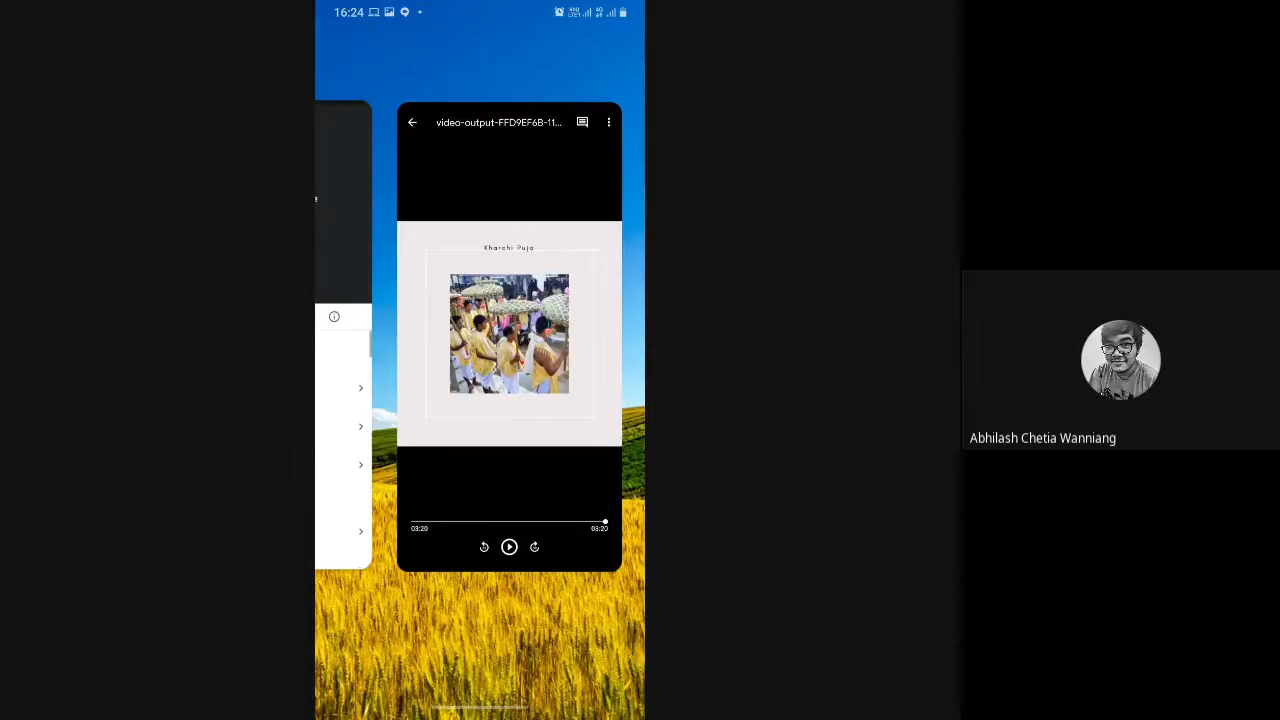 16:24
video-output-FFD9EF6B-11...
Kharchi Puja
03:20
03:20
Abhilash Chetia Wanniang